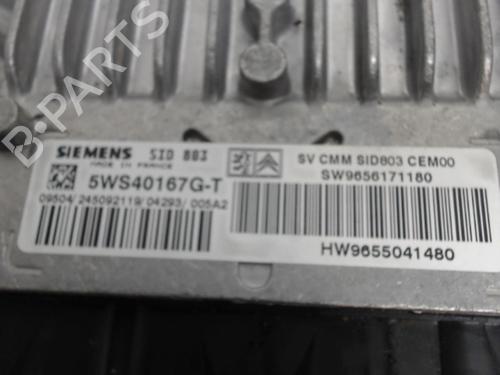 B-PARTS
SIEMENS SID 803
MADE IN FRANCE
5WS40167G-T
09504/245092119/04293/005A2
SV CMM SID803 CEM00
SW9656171180
HW9655041480